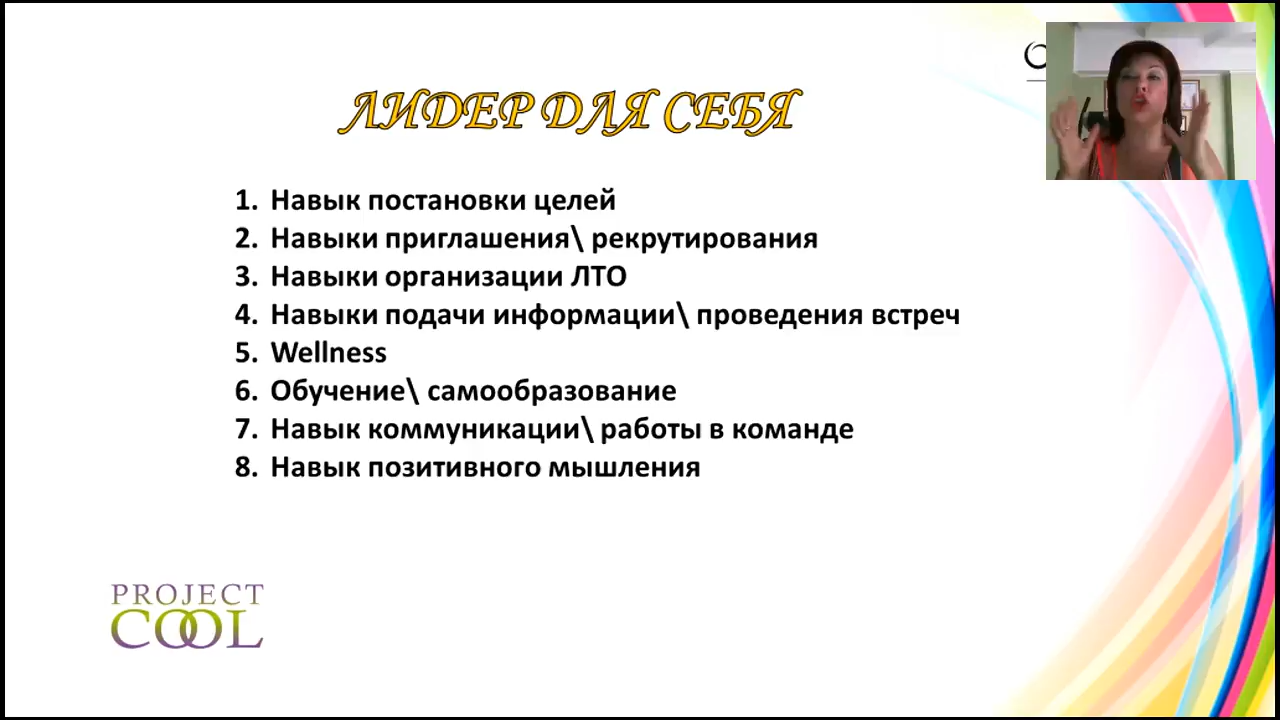 ЛИДЕР ДЛЯ СЕБЯ
1. Навык постановки целей
2. Навыки приглашения\ рекрутирования
3. Навыки организации ЛТО
4. Навыки подачи информации\ проведения встреч
5. Wellness
6. Обучение\ самообразование
7. Навык коммуникации\ работы в команде
8. Навык позитивного мышления
PROJECT
COOL